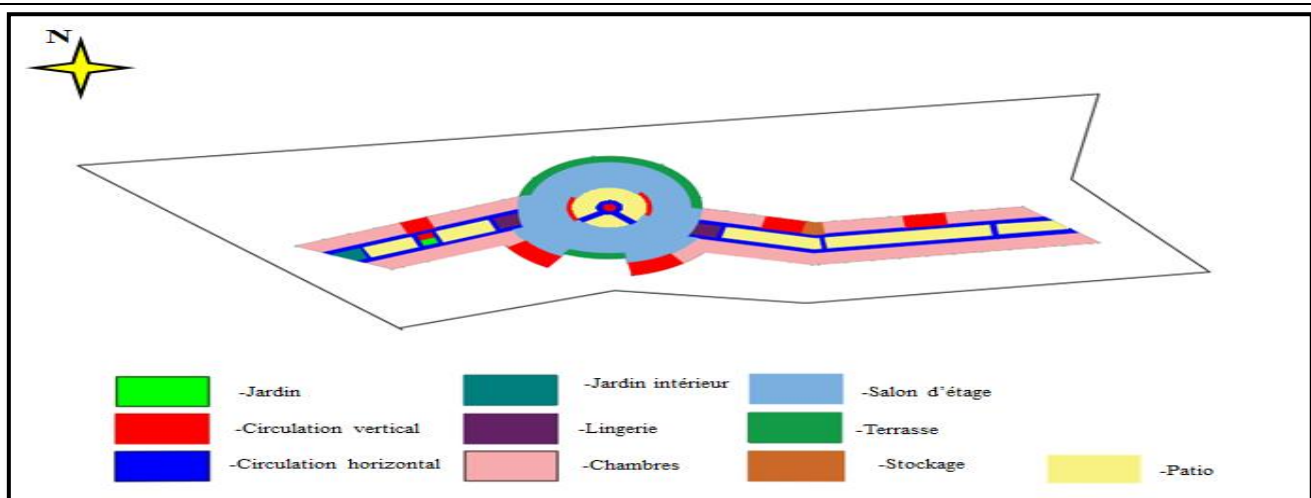 N
-Jardin
-Jardin intérieur
-Salon d'étage
-Circulation vertical
-Lingerie
-Terrasse
-Circulation horizontal
-Chambres
-Stockage
-Patio